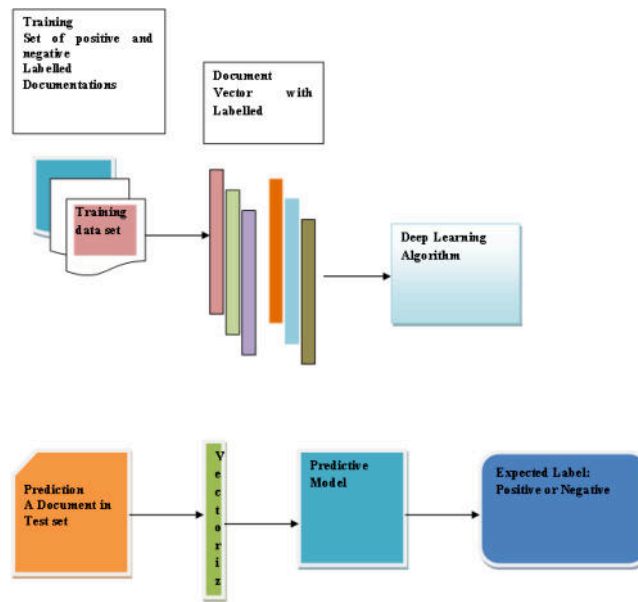 Training
Set of positive and
negative
Labelled
Documentations
Document
Vector with
Labelled
Training
data set
Deep Learning
Algorithm
Prediction
A Document in
Test set
Vectoriz
Predictive
Model
Expected Label:
Positive or Negative